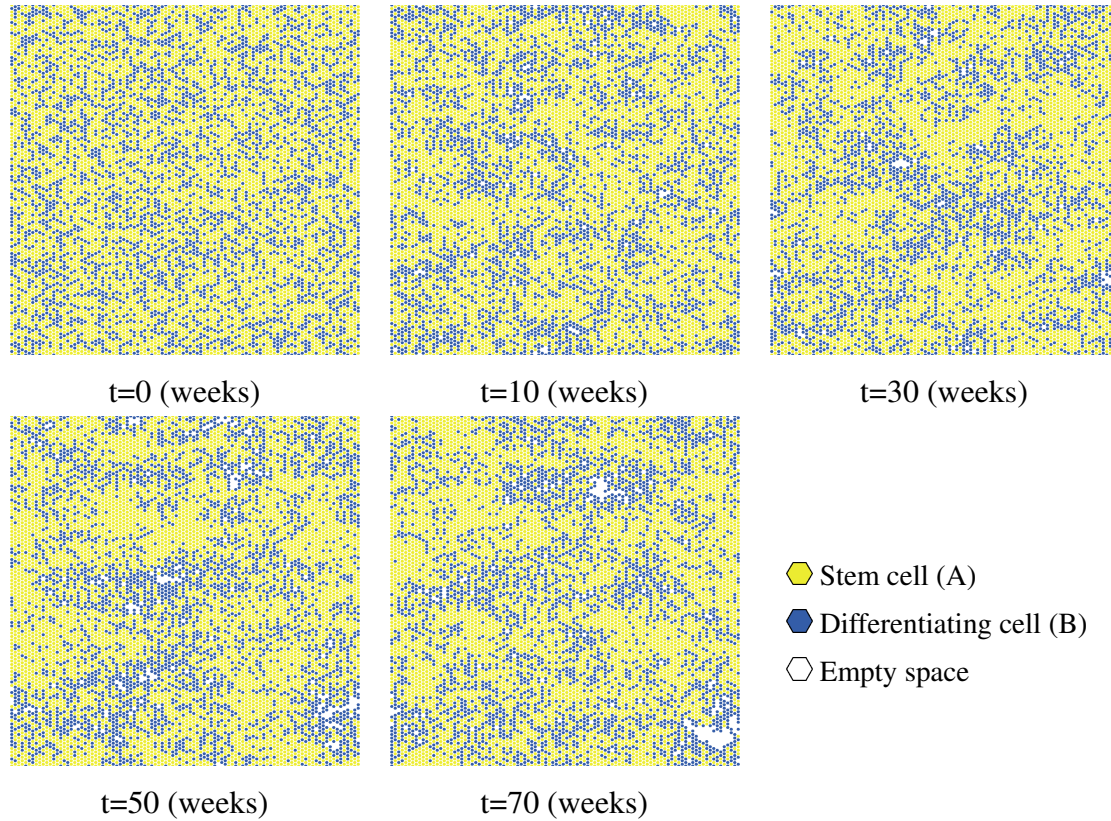 t=0 (weeks)
t=10 (weeks)
t=30 (weeks)
t=50 (weeks)
t=70 (weeks)
Stem cell (A)
Differentiating cell (B)
Empty space